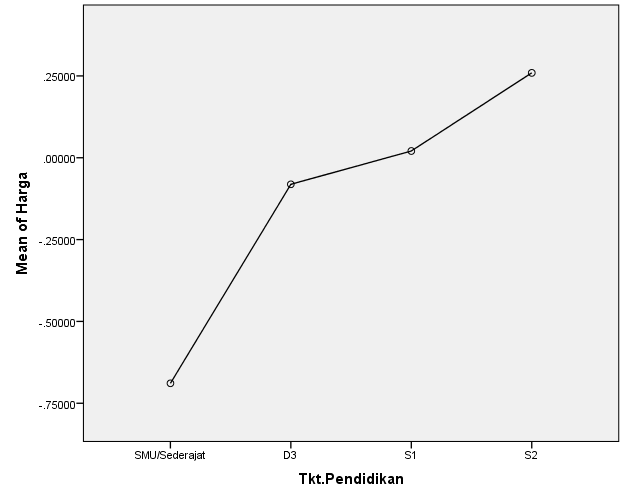 Mean of Harga
.25000
.00000
-.25000
-.50000
-.75000
SMU/Sederajat D3 S1 S2
Tkt.Pendidikan